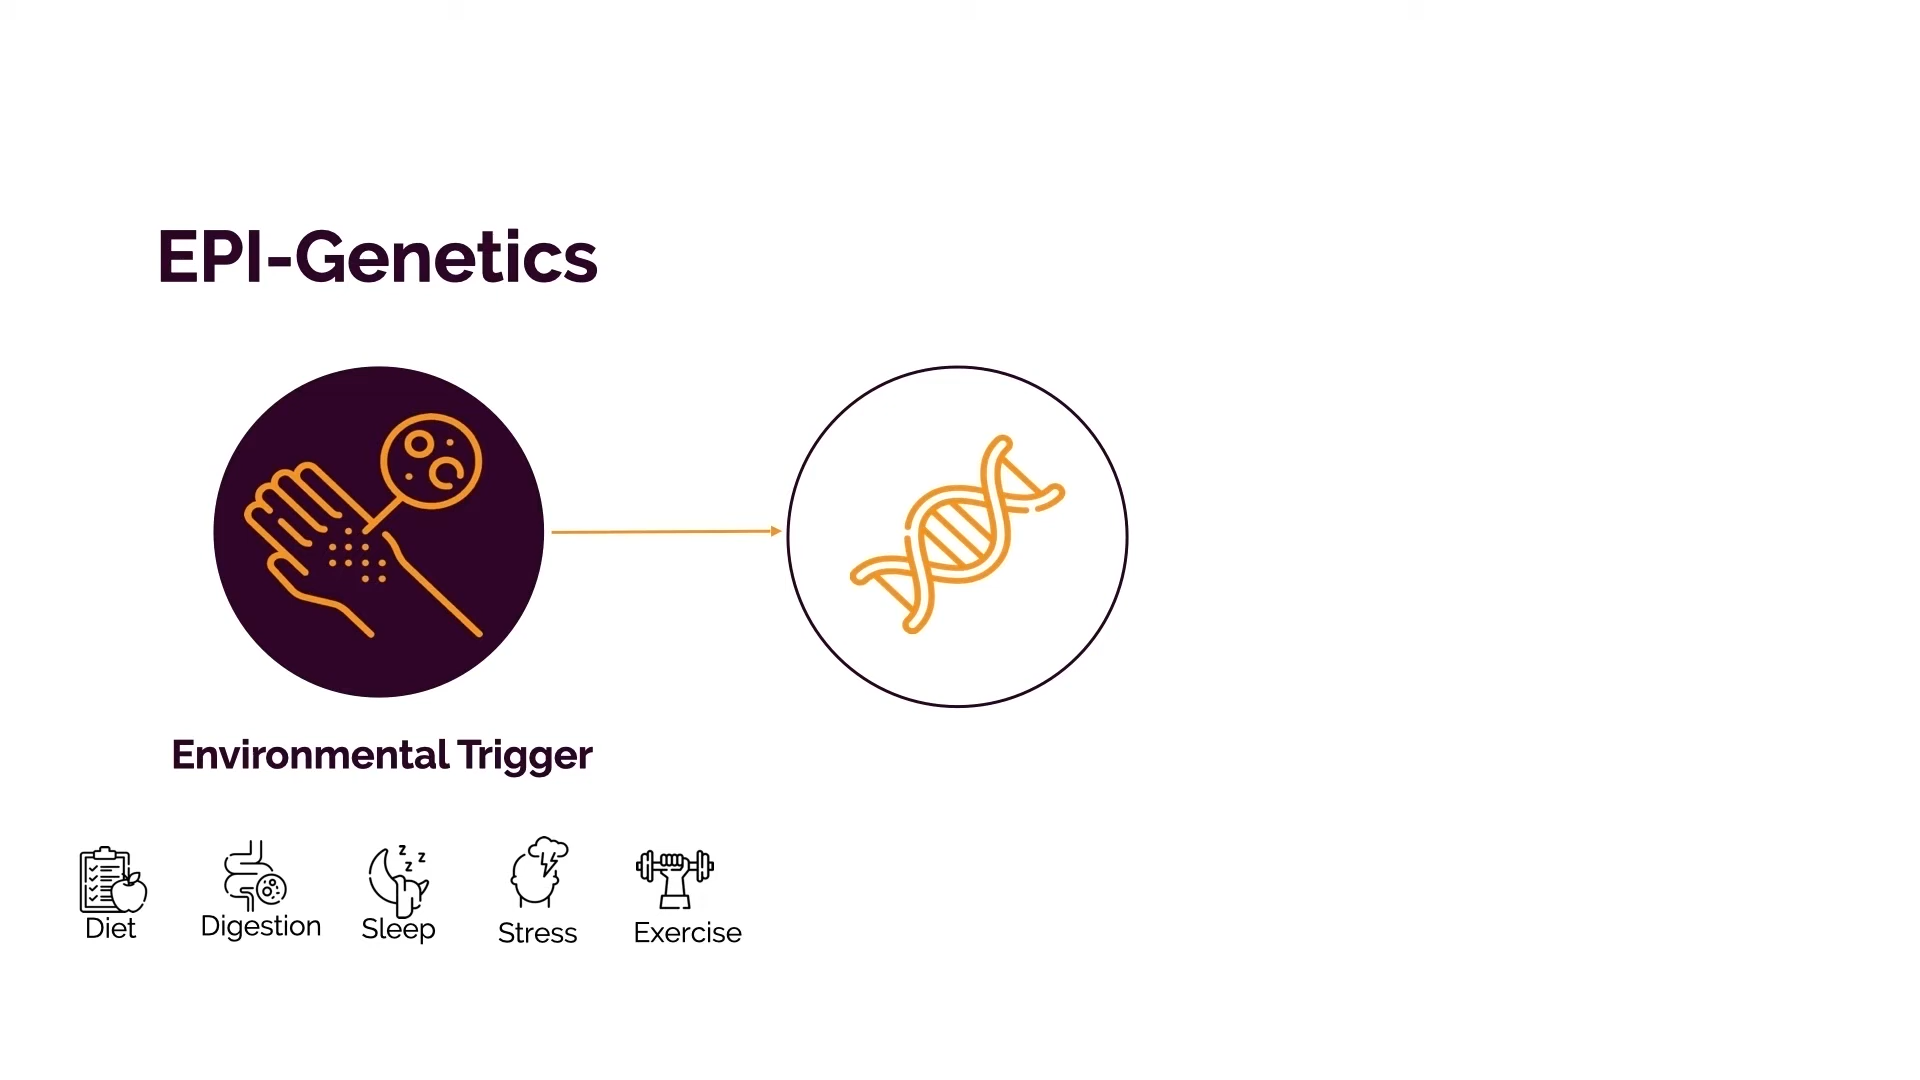 EPI-Genetics
Environmental Trigger
z z z
Diet Digestion Sleep Stress Exercise